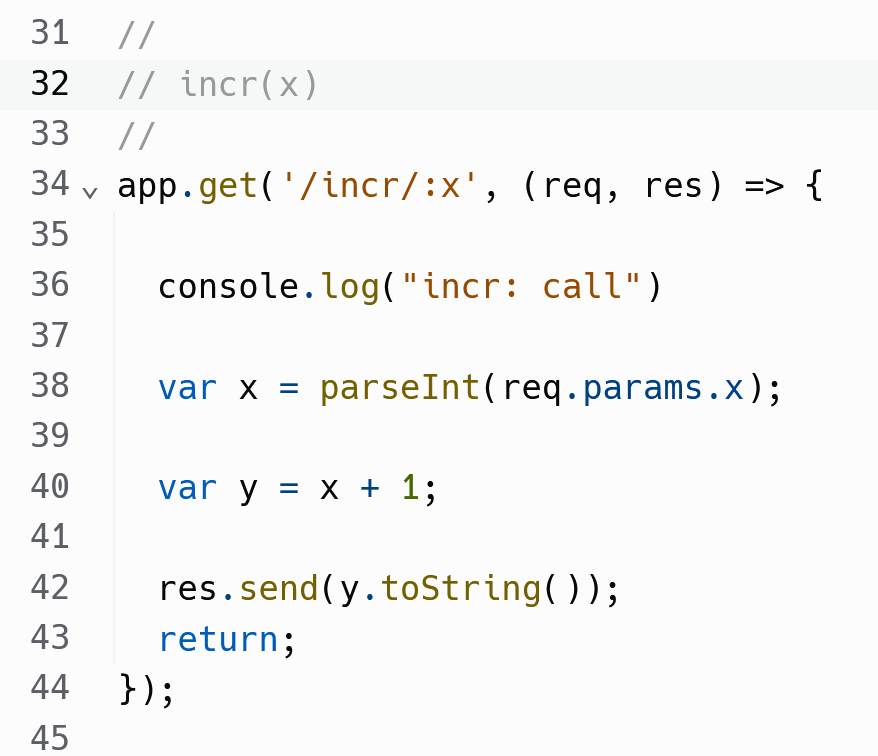 31 //
32 // incr(x)
33 //
34 app.get('/incr/:x', (req, res) => {
35
36   console.log("incr: call")
37
38   var x = parseInt(req.params.x);
39
40   var y = x + 1;
41
42   res.send(y.toString());
43   return;
44 });
45